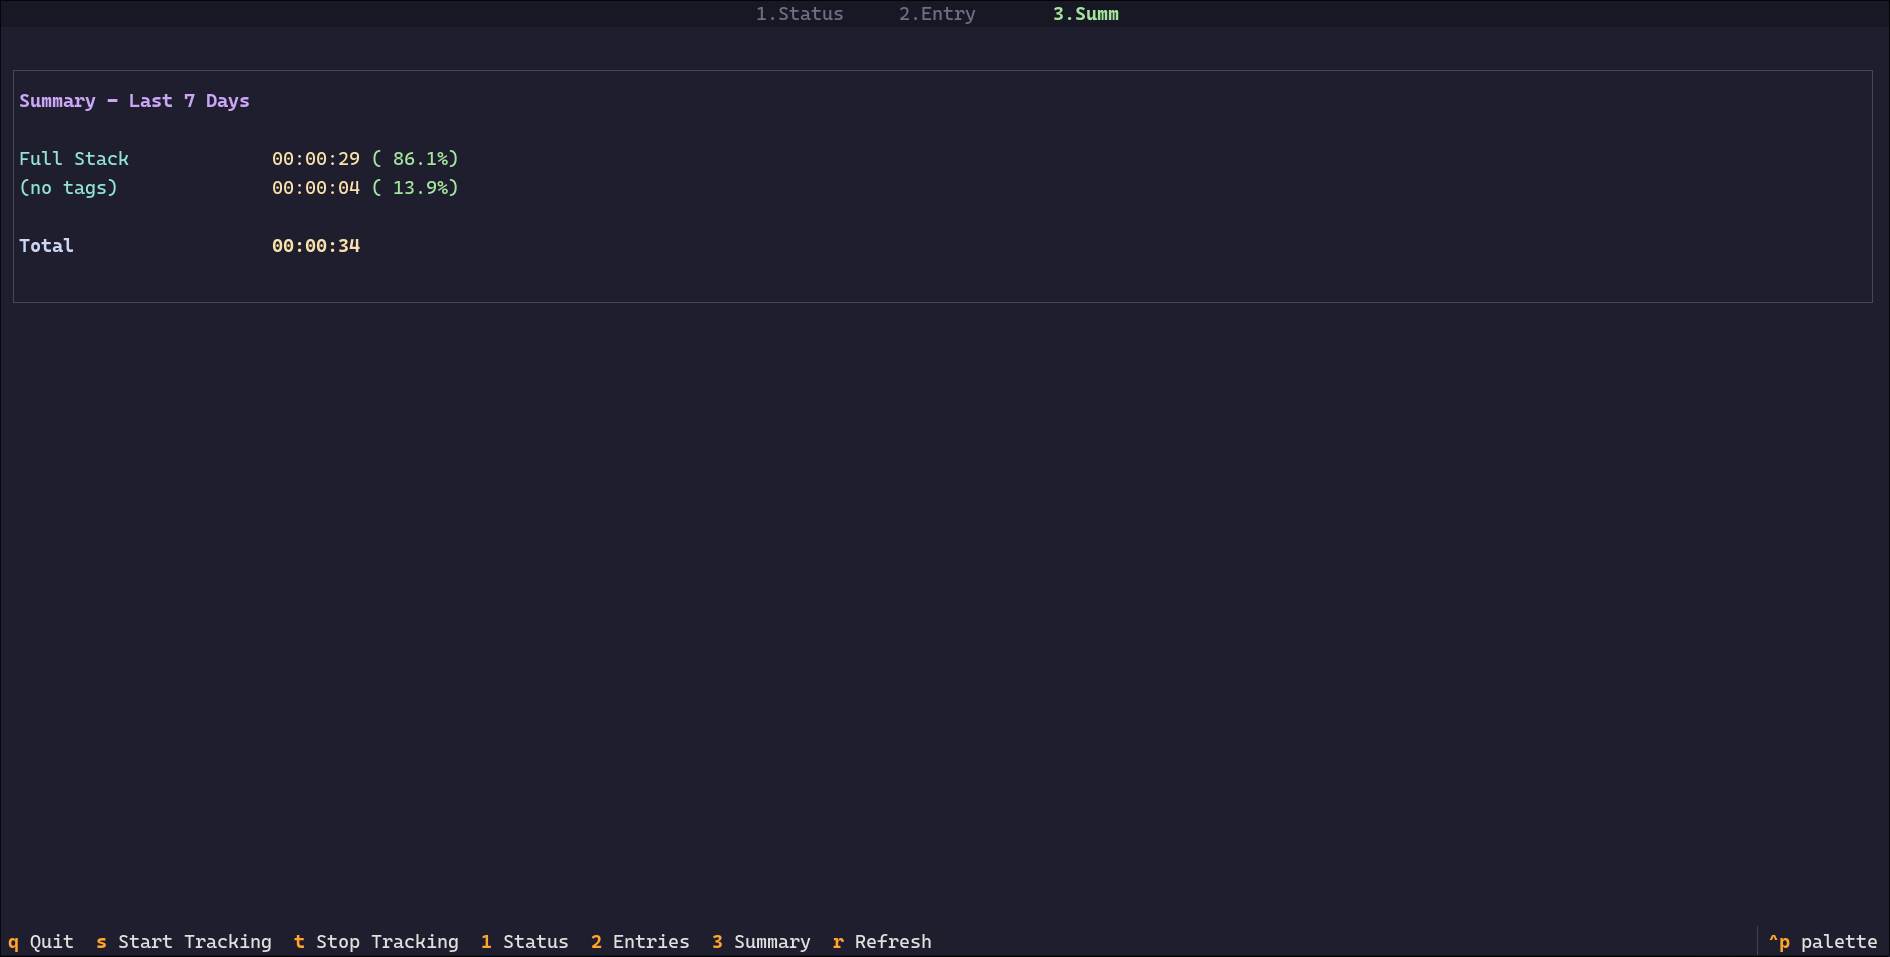 1.Status 2.Entry 3.Summ
Summary - Last 7 Days
Full Stack 00:00:29 ( 86.1%)
(no tags) 00:00:04 ( 13.9%)
Total 00:00:34
q Quit s Start Tracking t Stop Tracking 1 Status 2 Entries 3 Summary r Refresh ^p palette